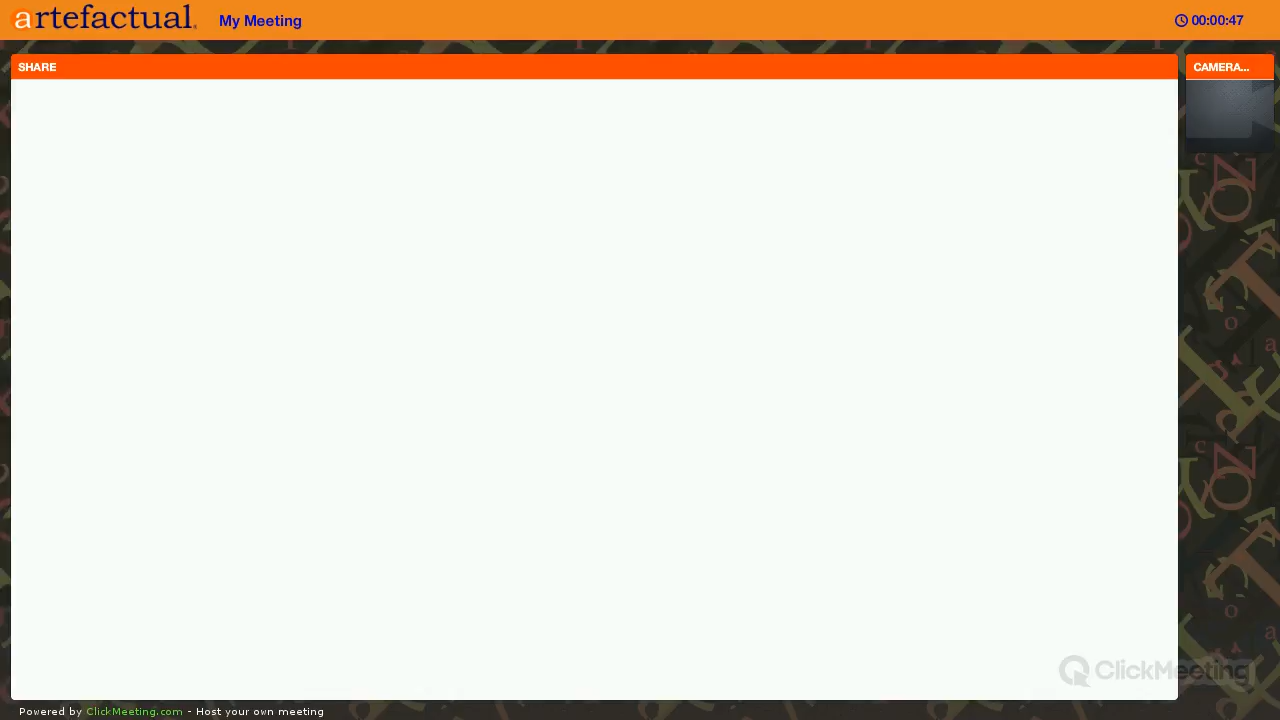 artefactual
My Meeting
00:00:47
SHARE
CAMERA...
ClickMeeting
Powered by ClickMeeting.com - Host your own meeting